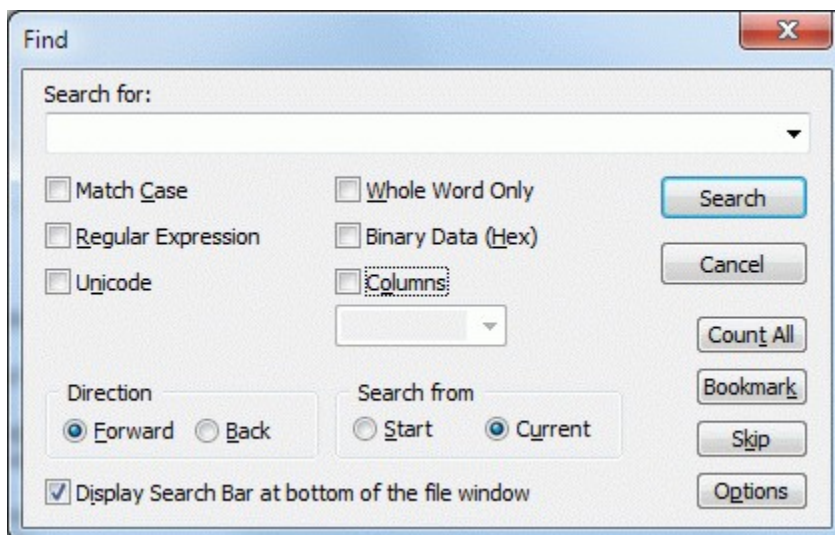 Find
Search for:
Match Case
Whole Word Only
Search
Regular Expression
Binary Data (Hex)
Unicode
Columns
Cancel
Count All
Direction
Search from
Bookmark
Forward
Back
Start
Current
Skip
Display Search Bar at bottom of the file window
Options